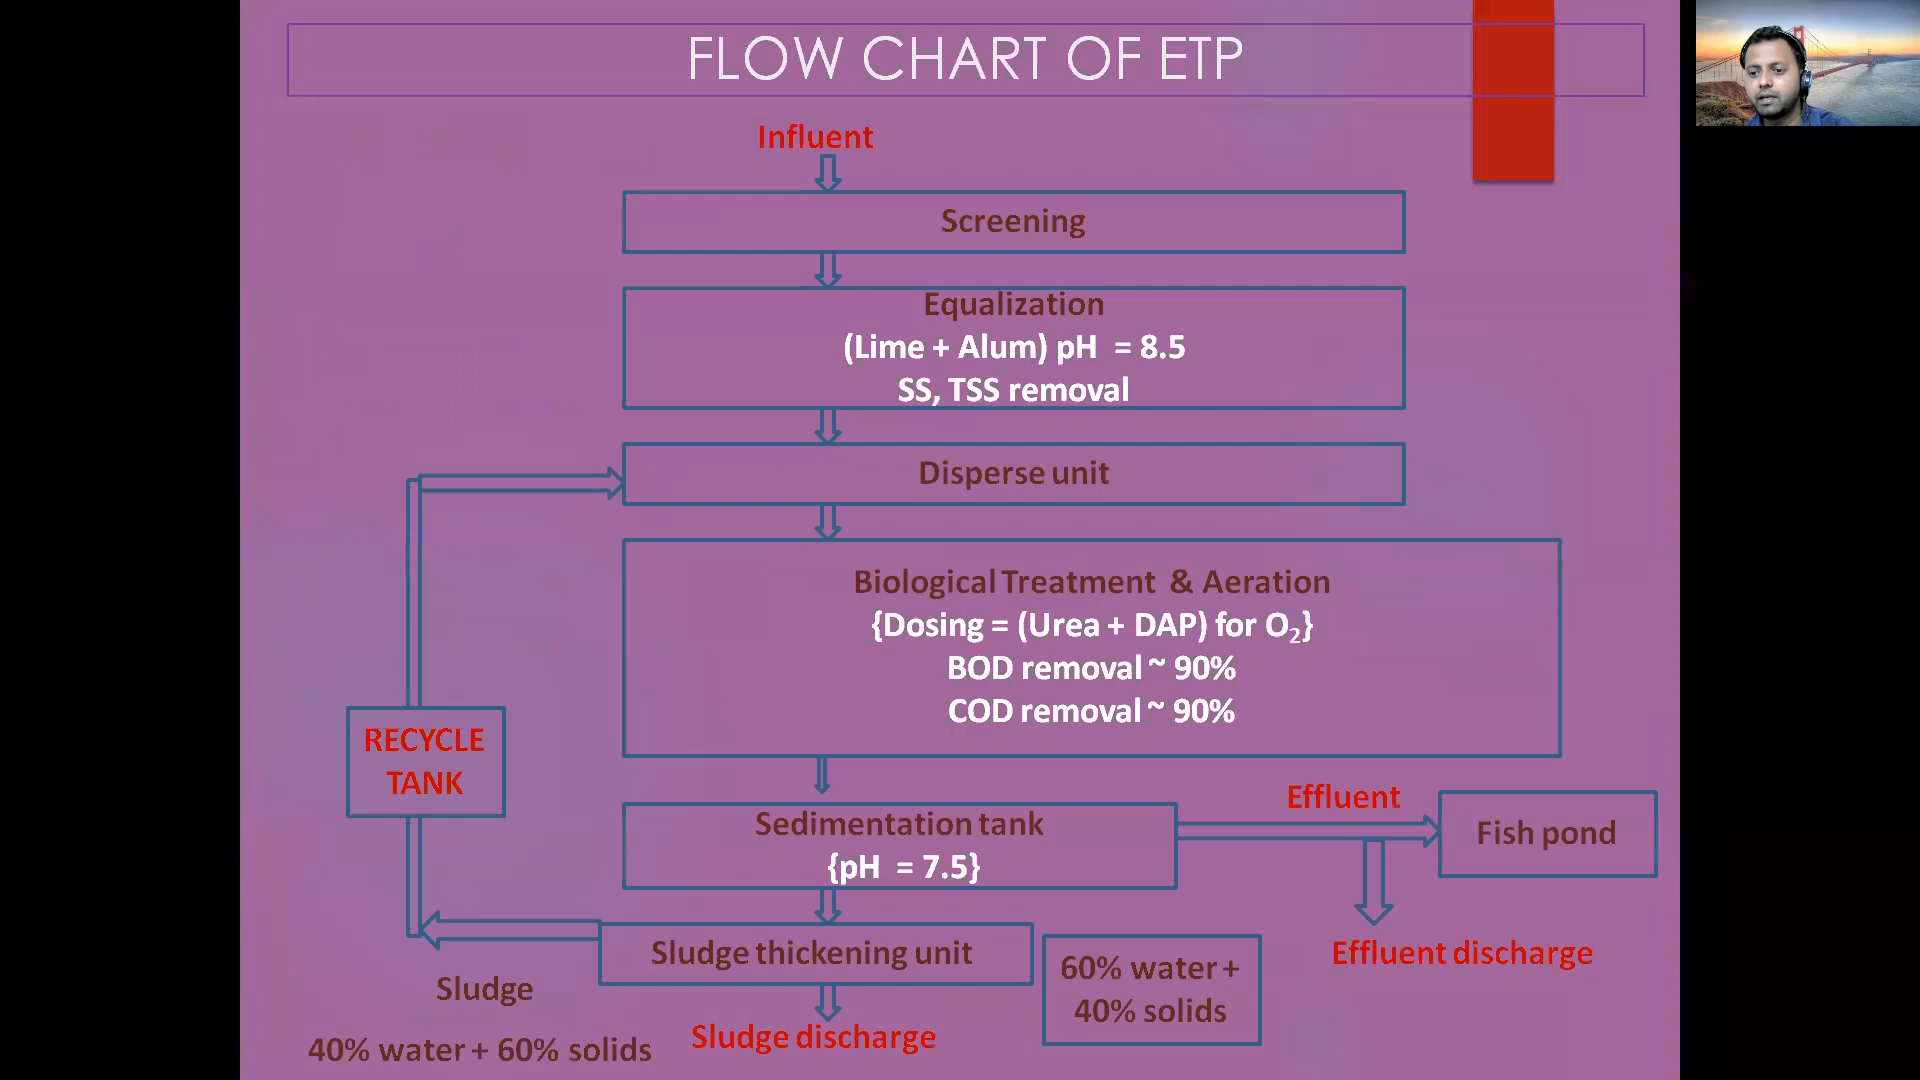 FLOW CHART OF ETP
Influent
Screening
Equalization
(Lime + Alum) pH = 8.5
SS, TSS removal
Disperse unit
Biological Treatment & Aeration
{Dosing = (Urea + DAP) for O₂}
BOD removal ~ 90%
COD removal ~ 90%
RECYCLE
TANK
Sedimentation tank
{pH = 7.5}
Effluent
Fish pond
Effluent discharge
Sludge thickening unit
60% water +
40% solids
Sludge
40% water + 60% solids
Sludge discharge